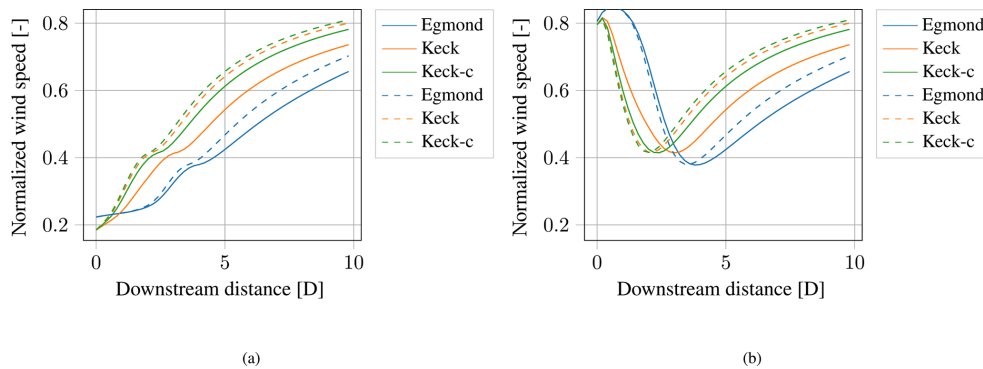 Normalized wind speed [-]
0.8
0.6
0.4
0.2
0
5
10
Downstream distance [D]
Egmond
Keck
Keck-c
Egmond
Keck
Keck-c
(a)
Normalized wind speed [-]
0.8
0.6
0.4
0.2
0
5
10
Downstream distance [D]
Egmond
Keck
Keck-c
Egmond
Keck
Keck-c
(b)